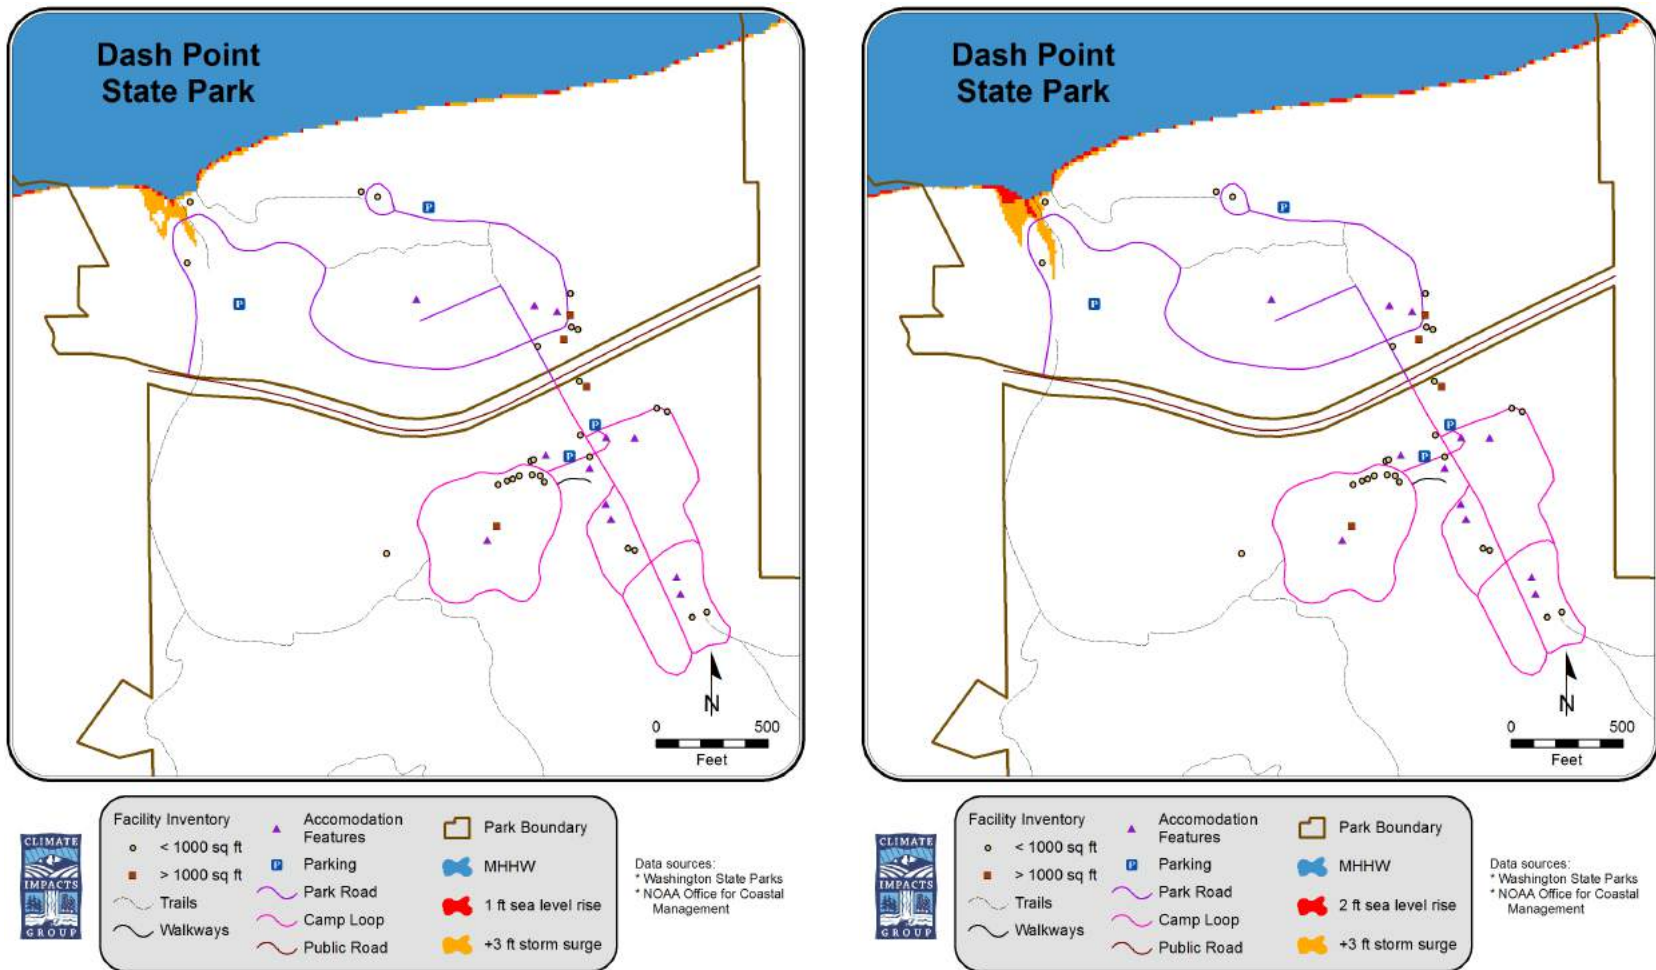 Dash Point
State Park
P
P
P
P
N
0 500
Feet
CLIMATE
IMPACTS
GROUP
Facility Inventory
< 1000 sq ft
> 1000 sq ft
Trails
Walkways
Accomodation
Features
Parking
Park Road
Camp Loop
Public Road
Park Boundary
MHHW
1 ft sea level rise
+3 ft storm surge
Data sources:
* Washington State Parks
* NOAA Office for Coastal
Management
Dash Point
State Park
P
P
P
P
N
0 500
Feet
CLIMATE
IMPACTS
GROUP
Facility Inventory
< 1000 sq ft
> 1000 sq ft
Trails
Walkways
Accomodation
Features
P Parking
Park Road
Camp Loop
Public Road
Park Boundary
MHHW
2 ft sea level rise
+3 ft storm surge
Data sources:
* Washington State Parks
* NOAA Office for Coastal
Management